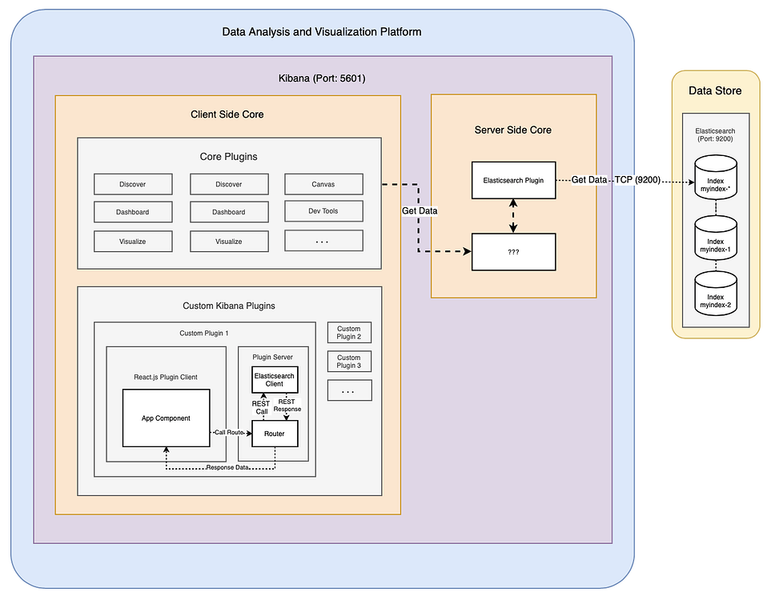 Data Analysis and Visualization Platform
Kibana (Port: 5601)
Client Side Core
Core Plugins
Discover
Discover
Canvas
Dashboard
Dashboard
Dev Tools
Visualize
Visualize
...
Get Data
Server Side Core
Elasticsearch Plugin
???
Get Data
TCP (9200)
Data Store
Elasticsearch
(Port: 9200)
Index
myindex-*
Index
myindex-1
Index
myindex-2
Custom Kibana Plugins
Custom Plugin 1
React.js Plugin Client
App Component
Call Route
Plugin Server
Elasticsearch
Client
REST
Call
REST
Response
Router
Response Data
Custom
Plugin 2
Custom
Plugin 3
...